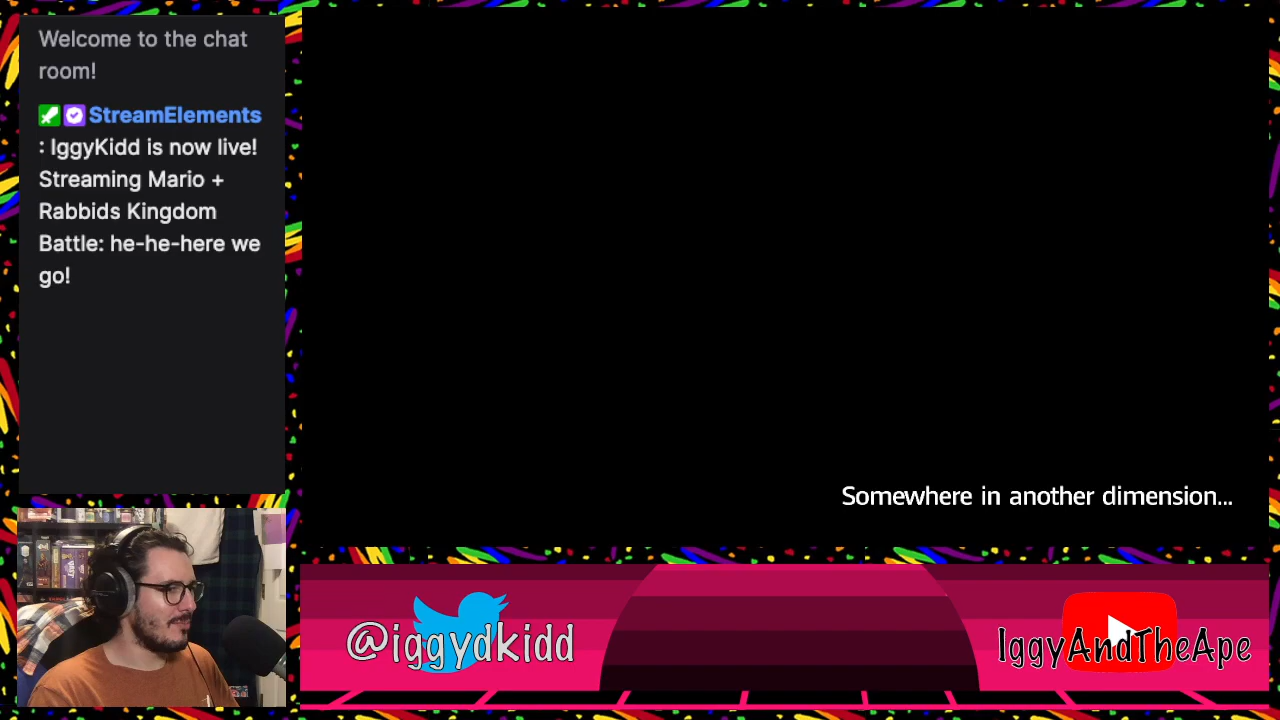 Welcome to the chat
room!
StreamElements
: IggyKidd is now live!
Streaming Mario +
Rabbids Kingdom
Battle: he-he-here we
go!
Somewhere in another dimension...
@iggydkidd
IggyAndTheApe